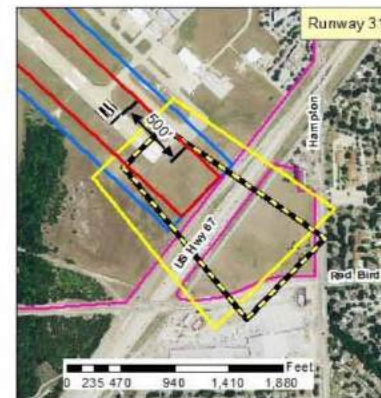 Runway 31
500'
Hampton
US Hwy 67
Red Bird
Feet
0 235 470 940 1,410 1,880